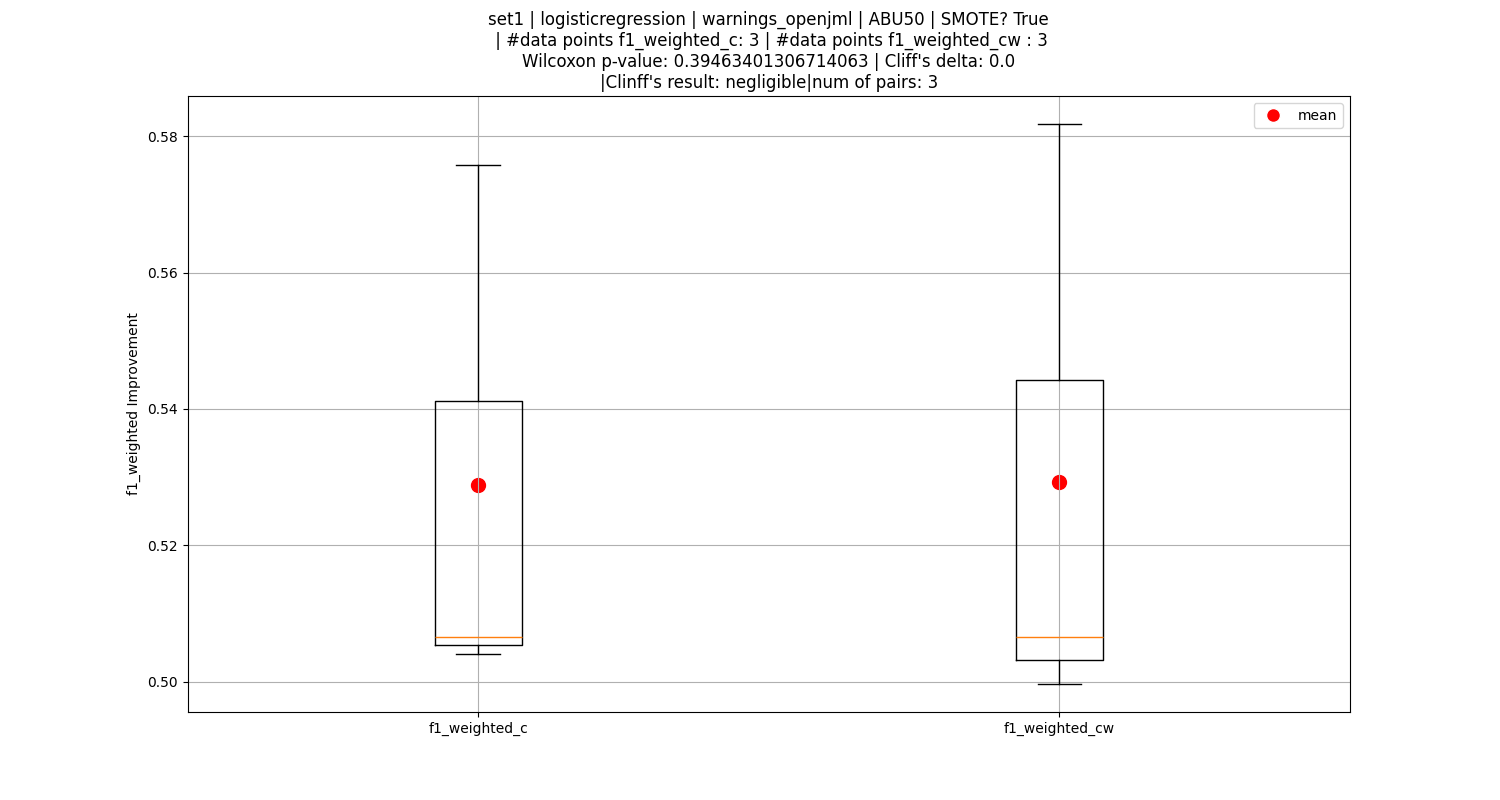 set1 | logisticregression | warnings_openjml | ABU50 | SMOTE? True
| #data points f1_weighted_c: 3 | #data points f1_weighted_cw : 3
Wilcoxon p-value: 0.39463401306714063 | Cliff's delta: 0.0
|Clinff's result: negligible|num of pairs: 3
mean
0.58
0.56
0.54
0.52
0.50
f1_weighted Improvement
f1_weighted_c
f1_weighted_cw